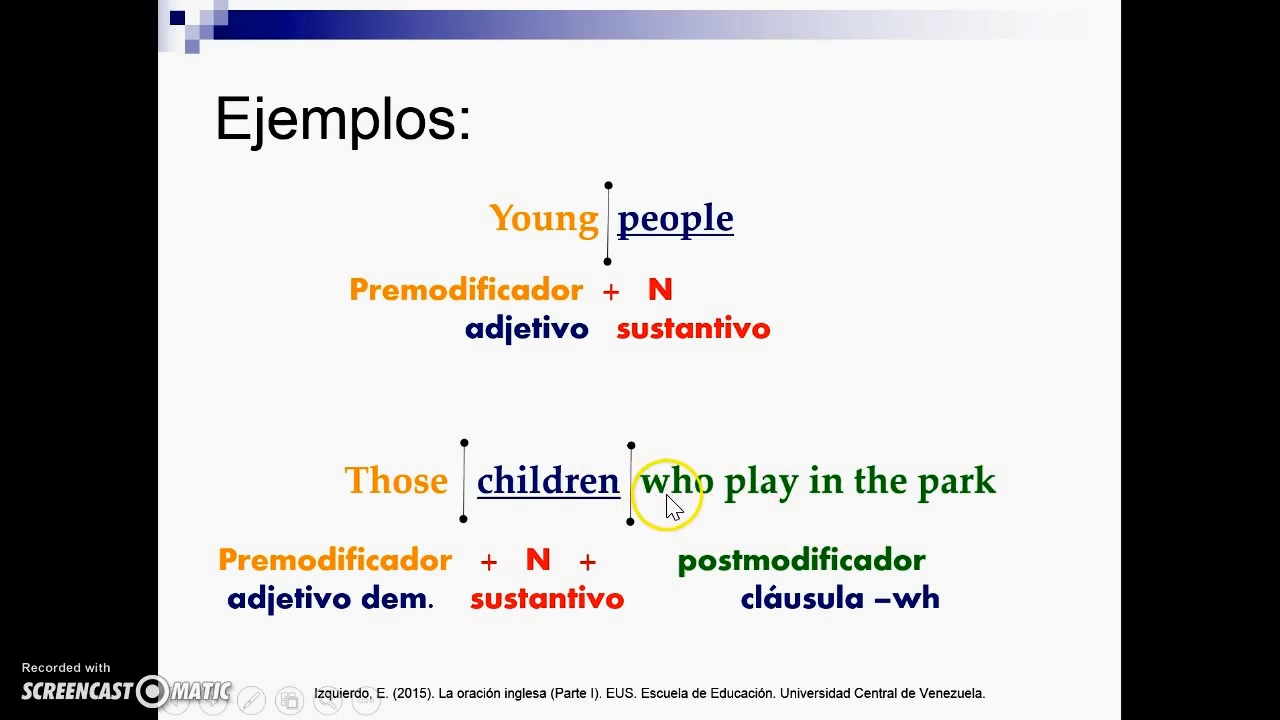 Ejemplos:
Young people
Premodificador + N
adjetivo sustantivo
Those children who play in the park
Premodificador + N + postmodificador
adjetivo dem. sustantivo cláusula –wh
Recorded with
SCREENCAST MATIC
Izquierdo, E. (2015). La oración inglesa (Parte I). EUS. Escuela de Educación. Universidad Central de Venezuela.